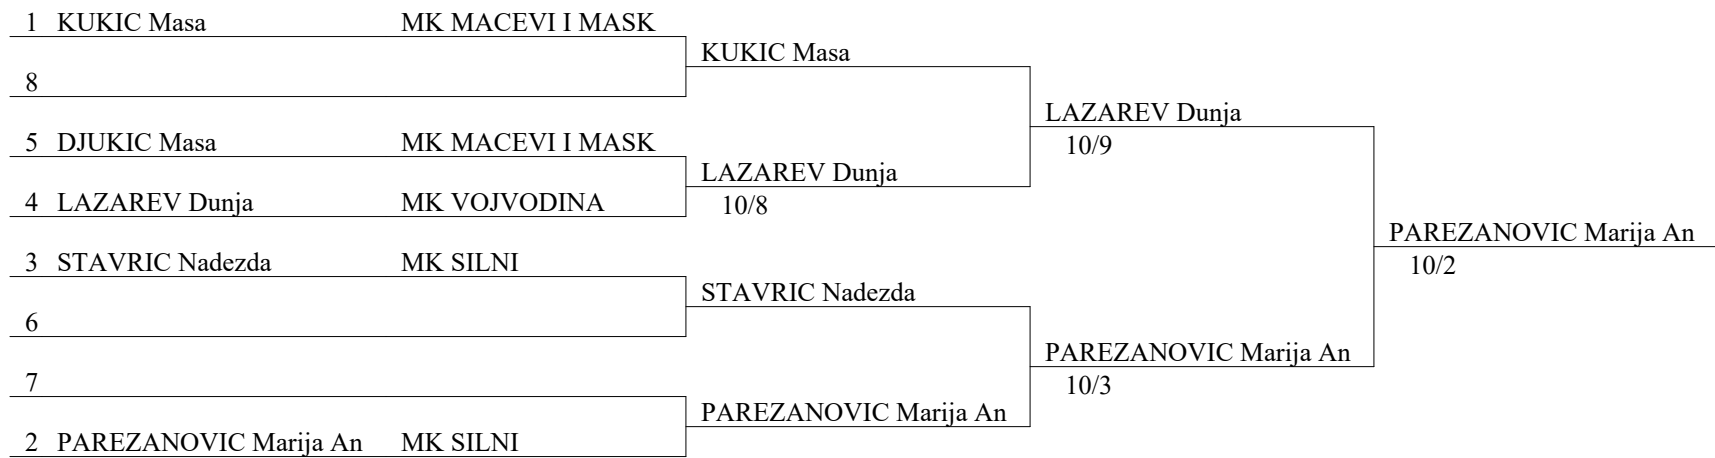 1 KUKIC Masa MK MACEVI I MASK
KUKIC Masa
8
LAZAREV Dunja
10/9
5 DJUKIC Masa MK MACEVI I MASK
LAZAREV Dunja
10/8
4 LAZAREV Dunja MK VOJVODINA
PAREZANOVIC Marija An
10/2
3 STAVRIC Nadezda MK SILNI
STAVRIC Nadezda
6
PAREZANOVIC Marija An
10/3
7
PAREZANOVIC Marija An
2 PAREZANOVIC Marija An MK SILNI